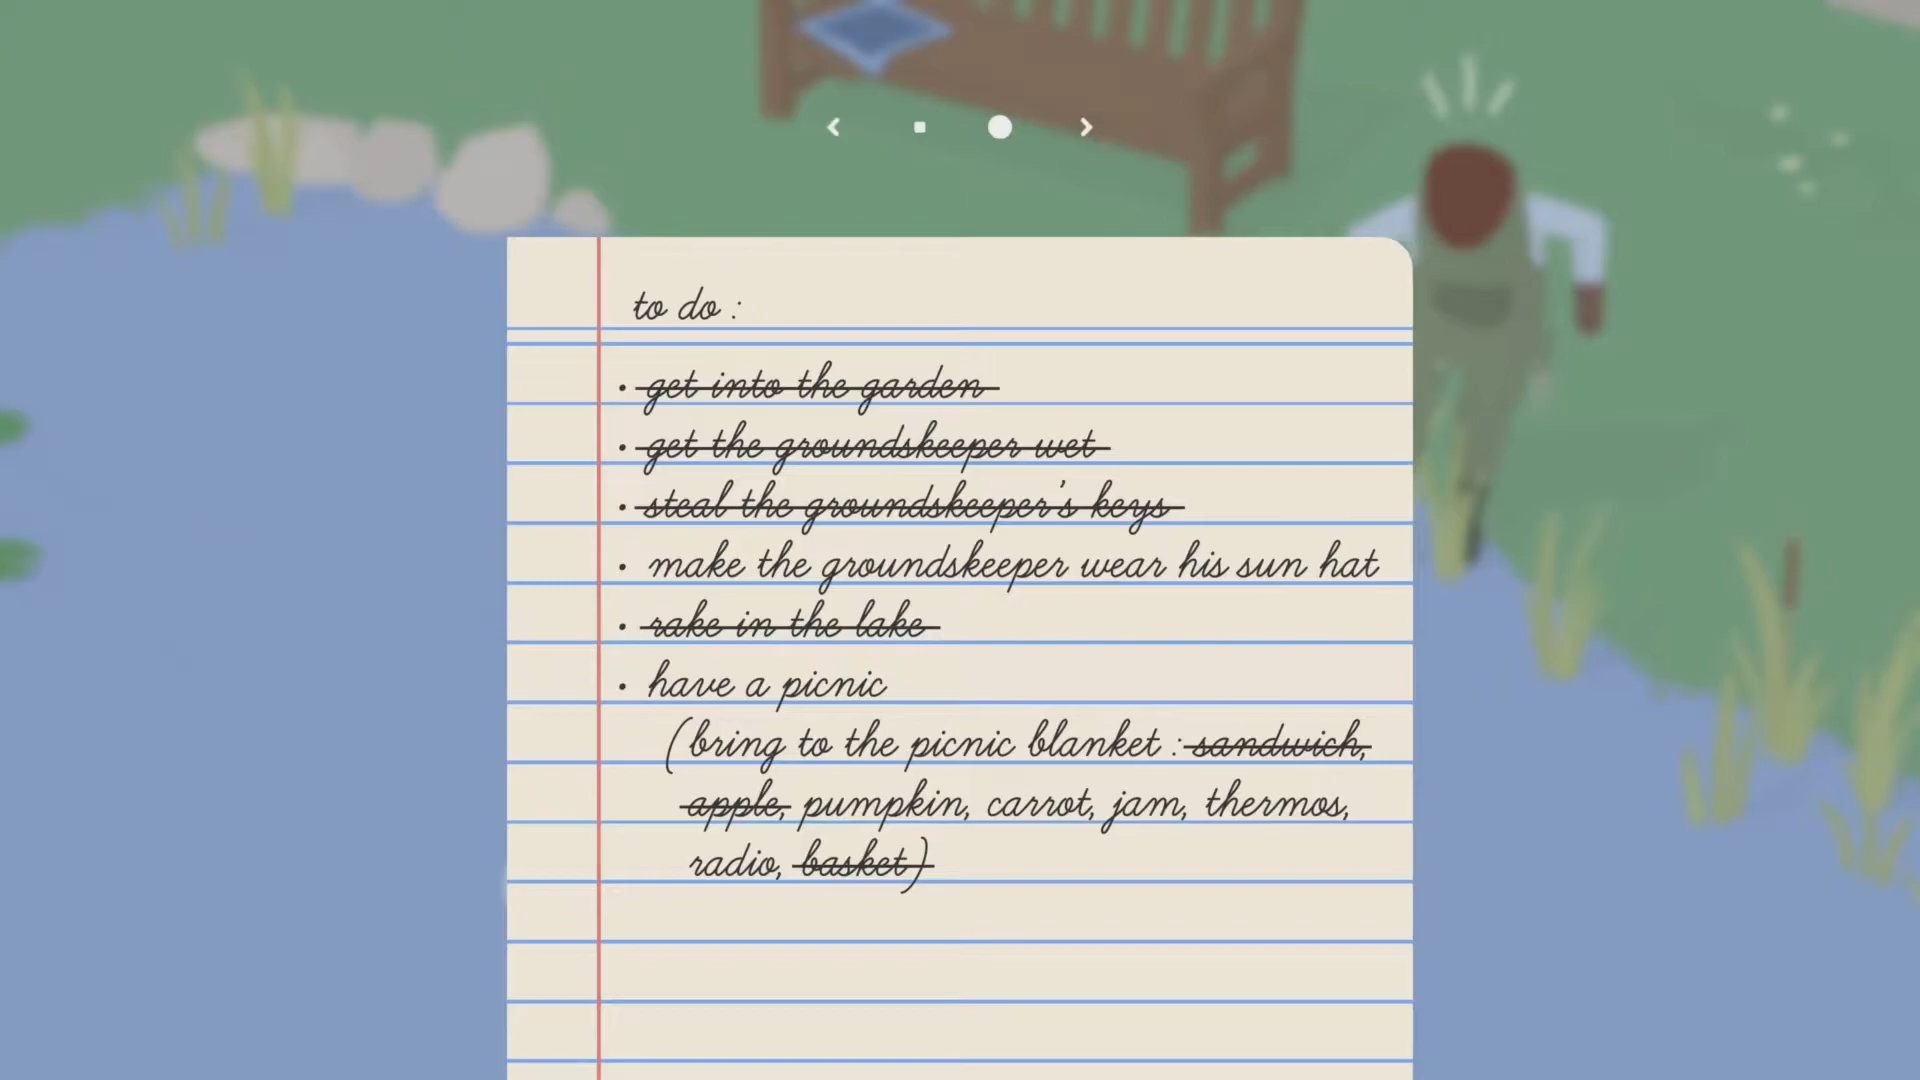 to do :
• get into the garden
• get the groundskeeper wet
• steal the groundskeeper's keys
• make the groundskeeper wear his sun hat
• rake in the lake
• have a picnic
(bring to the picnic blanket : sandwich,
apple, pumpkin, carrot, jam, thermos,
radio, basket)